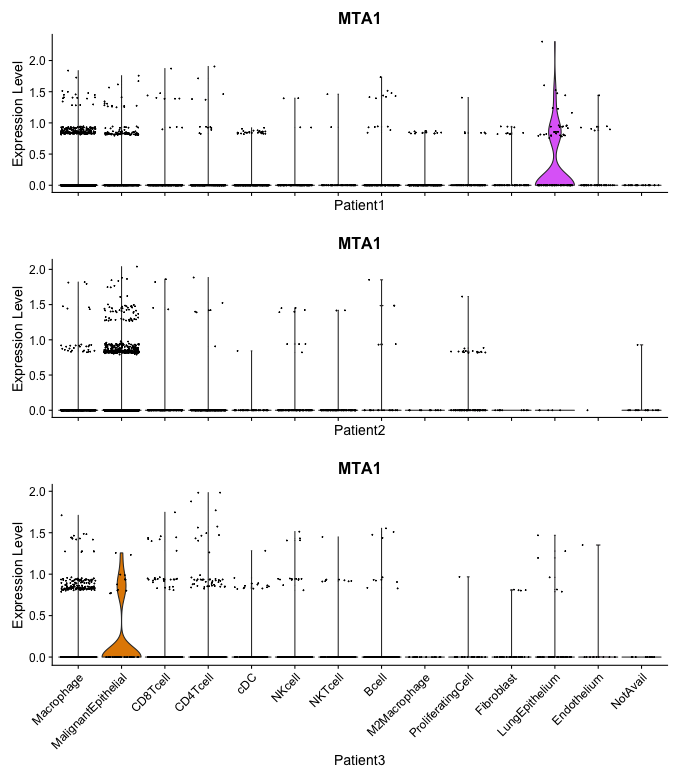 MTA1
Expression Level
2.0
1.5
1.0
0.5
0.0
Patient1
MTA1
Expression Level
2.0
1.5
1.0
0.5
0.0
Patient2
MTA1
Expression Level
2.0
1.5
1.0
0.5
0.0
Macrophage
MalignantEpithelial
CD8Tcell
CD4Tcell
cDC
NKcell
NKTcell
Bcell
M2Macrophage
ProliferatingCell
Fibroblast
LungEpithelium
Endothelium
NotAvail
Patient3